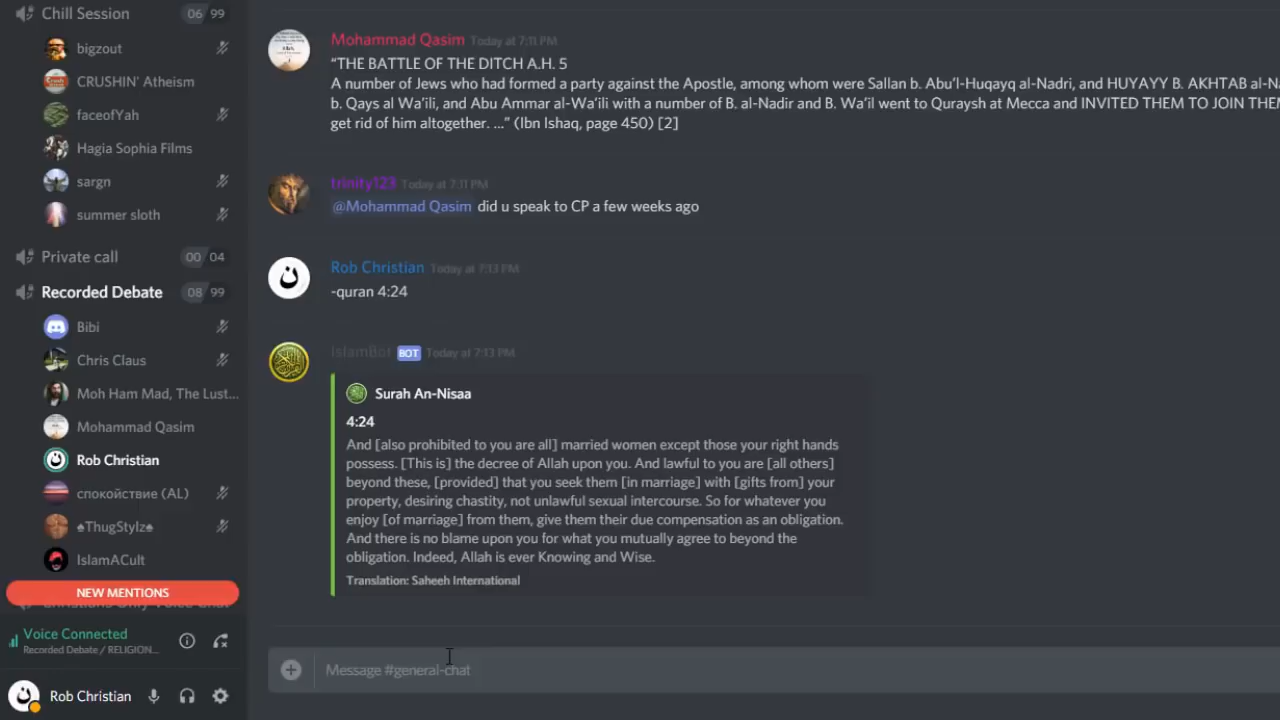 Chill Session 06 99
bigzout
CRUSHIN' Atheism
faceofYah
Hagia Sophia Films
sargn
summer sloth
Private call 00 04
Recorded Debate 08 99
Bibi
Chris Claus
Moh Ham Mad, The Lust...
Mohammad Qasim
Rob Christian
спокойствие (AL)
♠ThugStylz♠
IslamACult
NEW MENTIONS
Voice Connected
Recorded Debate / RELIGION...
Rob Christian
Mohammad Qasim Today at 7:11 PM
“THE BATTLE OF THE DITCH A.H. 5
A number of Jews who had formed a party against the Apostle, among whom were Sallan b. Abu’l-Huqayq al-Nadri, and HUYAYY B. AKHTAB al-Na
b. Qays al Wa’ili, and Abu Ammar al-Wa’ili with a number of B. al-Nadir and B. Wa’il went to Quraysh at Mecca and INVITED THEM TO JOIN THEM
get rid of him altogether. ...” (Ibn Ishaq, page 450) [2]
trinity123 Today at 7:11 PM
@Mohammad Qasim did u speak to CP a few weeks ago
Rob Christian Today at 7:13 PM
-quran 4:24
IslamBot BOT Today at 7:13 PM
Surah An-Nisaa
4:24
And [also prohibited to you are all] married women except those your right hands
possess. [This is] the decree of Allah upon you. And lawful to you are [all others]
beyond these, [provided] that you seek them [in marriage] with [gifts from] your
property, desiring chastity, not unlawful sexual intercourse. So for whatever you
enjoy [of marriage] from them, give them their due compensation as an obligation.
And there is no blame upon you for what you mutually agree to beyond the
obligation. Indeed, Allah is ever Knowing and Wise.
Translation: Saheeh International
Message #general-chat